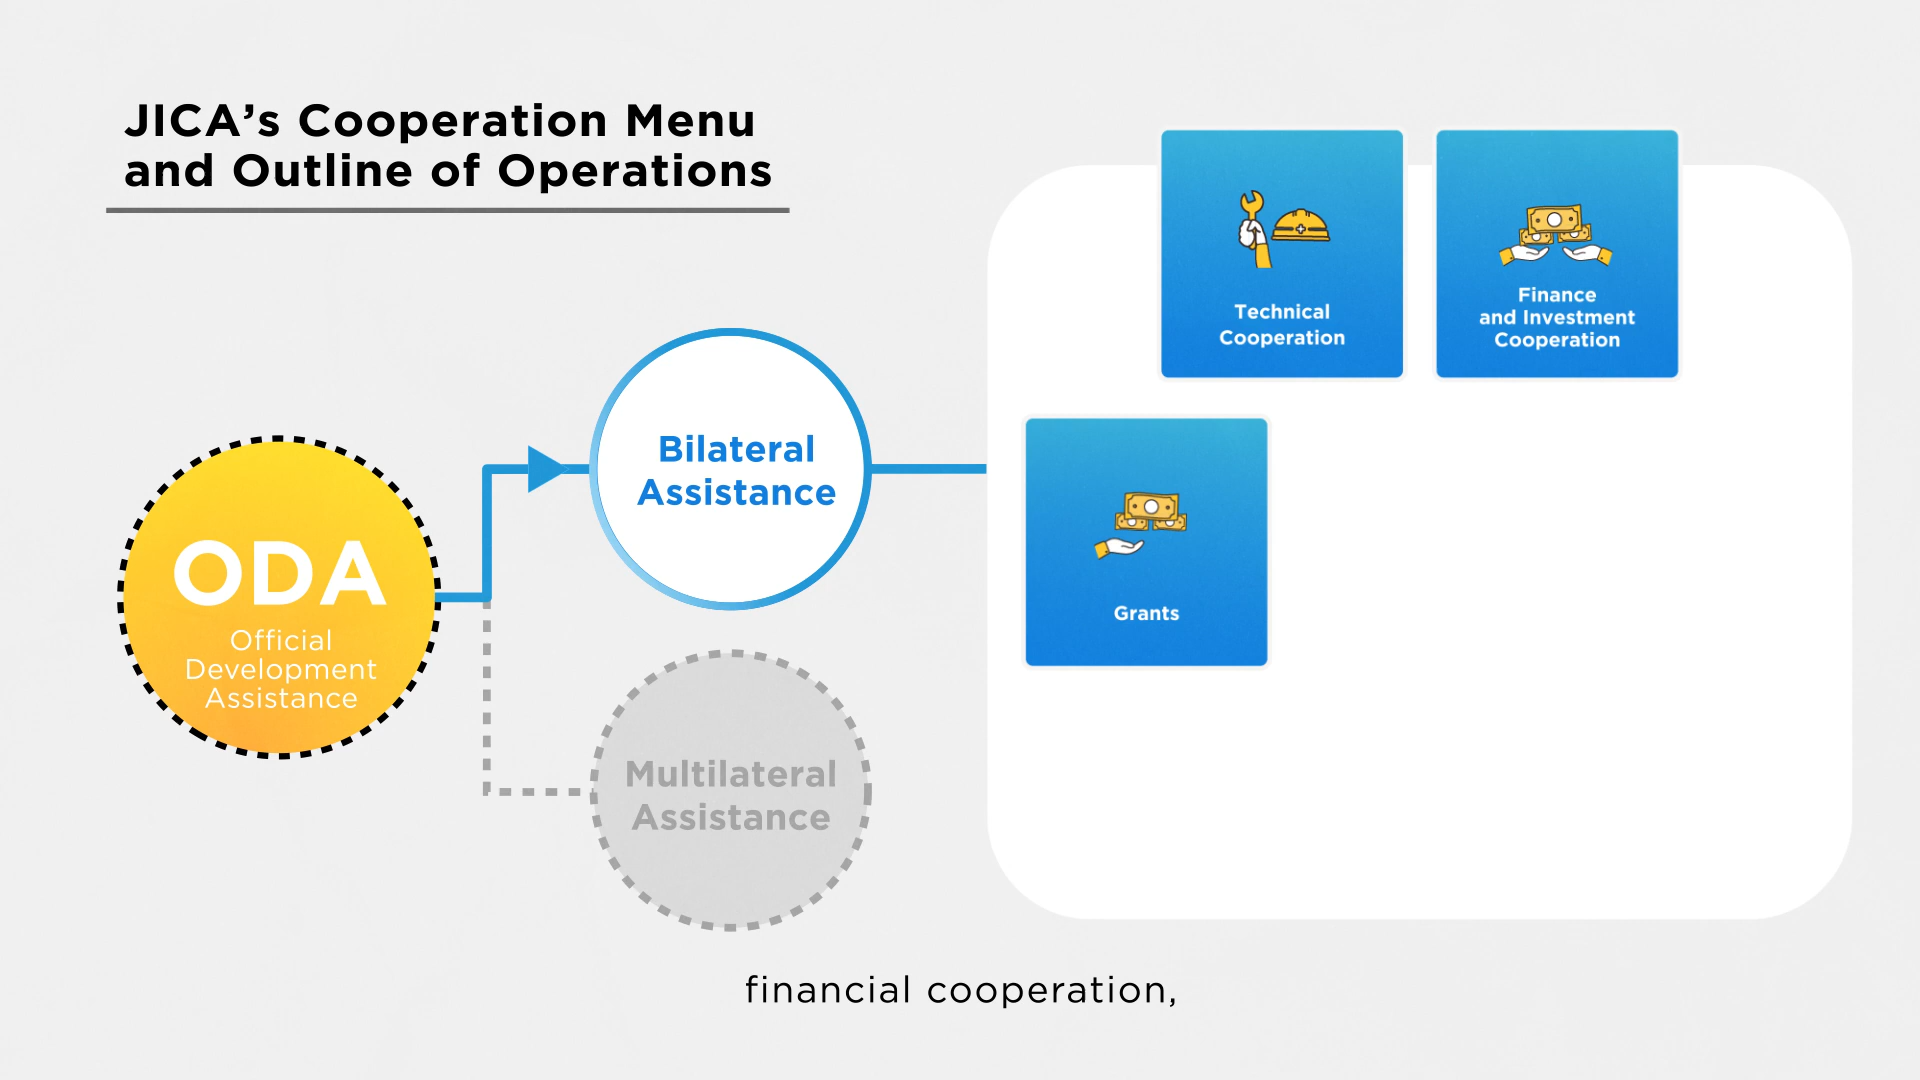 JICA’s Cooperation Menu
and Outline of Operations
ODA
Official
Development
Assistance
Bilateral
Assistance
Multilateral
Assistance
Technical
Cooperation
Finance
and Investment
Cooperation
Grants
financial cooperation,